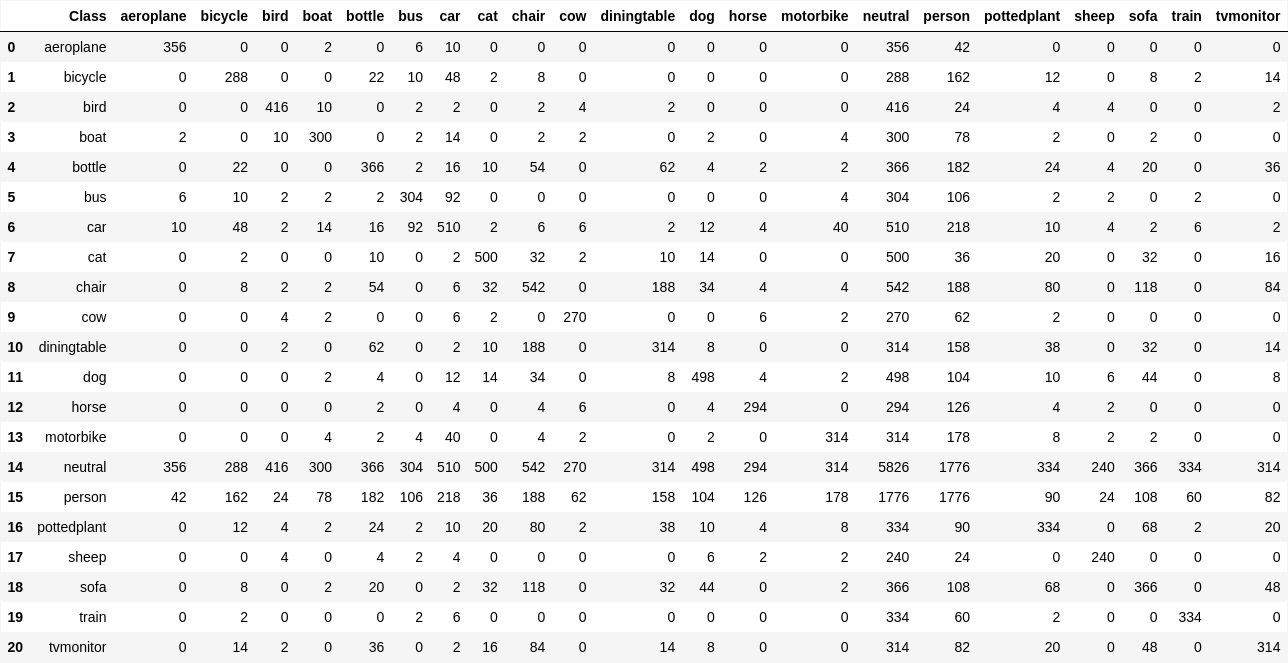 Class aeroplane bicycle bird boat bottle bus car cat chair cow diningtable dog horse motorbike neutral person pottedplant sheep sofa train tvmonitor
0 aeroplane 356 0 0 2 0 6 10 0 0 0 0 0 0 0 356 42 0 0 0 0 0
1 bicycle 0 288 0 0 22 10 48 2 8 0 0 0 0 0 288 162 12 0 8 2 14
2 bird 0 0 416 10 0 2 2 0 2 4 2 0 0 0 416 24 4 4 0 0 2
3 boat 2 0 10 300 0 2 14 0 2 2 0 2 0 4 300 78 2 0 2 0 0
4 bottle 0 22 0 0 366 2 16 10 54 0 62 4 2 2 366 182 24 4 20 0 36
5 bus 6 10 2 2 2 304 92 0 0 0 0 0 0 4 304 106 2 2 0 2 0
6 car 10 48 2 14 16 92 510 2 6 6 2 12 4 40 510 218 10 4 2 6 2
7 cat 0 2 0 0 10 0 2 500 32 2 10 14 0 0 500 36 20 0 32 0 16
8 chair 0 8 2 2 54 0 6 32 542 0 188 34 4 4 542 188 80 0 118 0 84
9 cow 0 0 4 2 0 0 6 2 0 270 0 0 6 2 270 62 2 0 0 0 0
10 diningtable 0 0 2 0 62 0 2 10 188 0 314 8 0 0 314 158 38 0 32 0 14
11 dog 0 0 0 2 4 0 12 14 34 0 8 498 4 2 498 104 10 6 44 0 8
12 horse 0 0 0 0 2 0 4 0 4 6 0 4 294 0 294 126 4 2 0 0 0
13 motorbike 0 0 0 4 2 4 40 0 4 2 0 2 0 314 314 178 8 2 2 0 0
14 neutral 356 288 416 300 366 304 510 500 542 270 314 498 294 314 5826 1776 334 240 366 334 314
15 person 42 162 24 78 182 106 218 36 188 62 158 104 126 178 1776 1776 90 24 108 60 82
16 pottedplant 0 12 4 2 24 2 10 20 80 2 38 10 4 8 334 90 334 0 68 2 20
17 sheep 0 0 4 0 4 2 4 0 0 0 0 6 2 2 240 24 0 240 0 0 0
18 sofa 0 8 0 2 20 0 2 32 118 0 32 44 0 2 366 108 68 0 366 0 48
19 train 0 2 0 0 0 2 6 0 0 0 0 0 0 0 334 60 2 0 0 334 0
20 tvmonitor 0 14 2 0 36 0 2 16 84 0 14 8 0 0 314 82 20 0 48 0 314